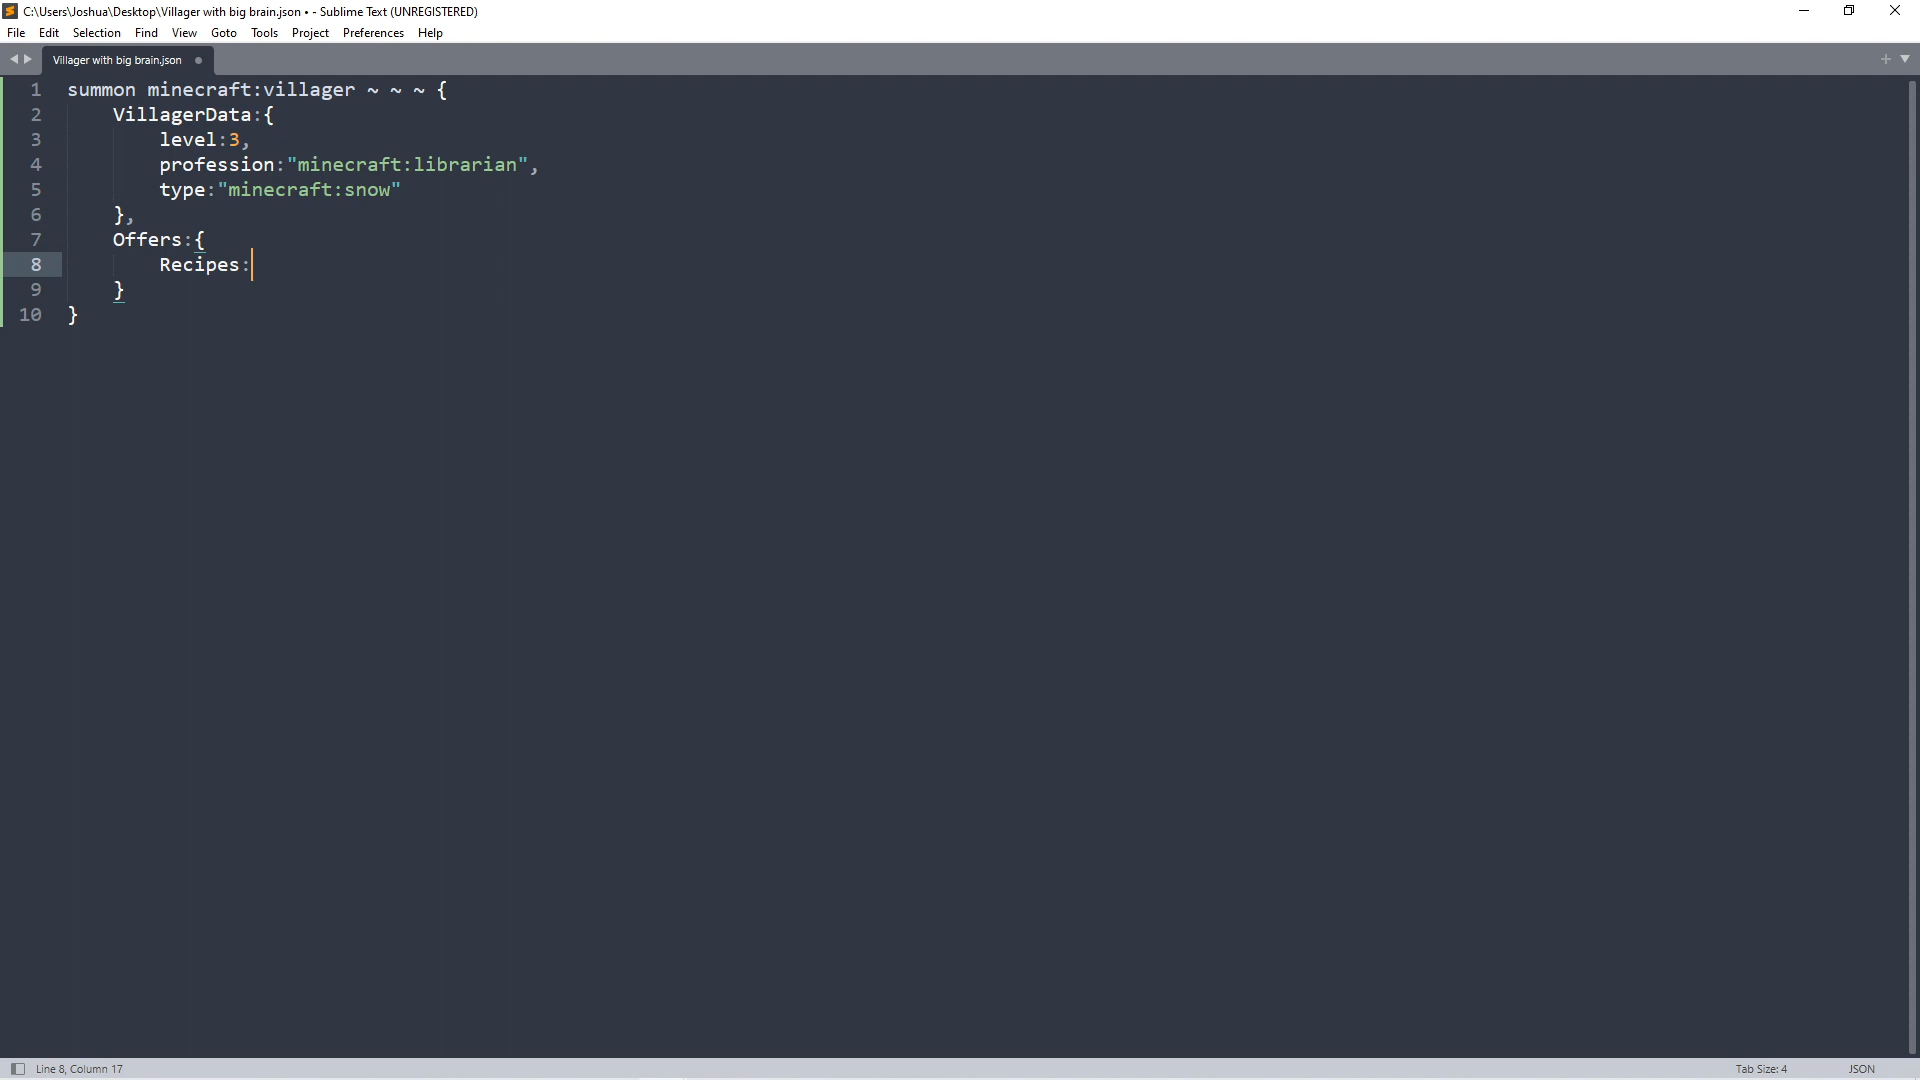 C:\Users\Joshua\Desktop\Villager with big brain.json • - Sublime Text (UNREGISTERED)
File Edit Selection Find View Goto Tools Project Preferences Help
Villager with big brain.json
1 summon minecraft:villager ~ ~ ~ {
2 VillagerData:{
3 level:3,
4 profession:"minecraft:librarian",
5 type:"minecraft:snow"
6 },
7 Offers:{
8 Recipes:
9 }
10 }
Line 8, Column 17 Tab Size: 4 JSON